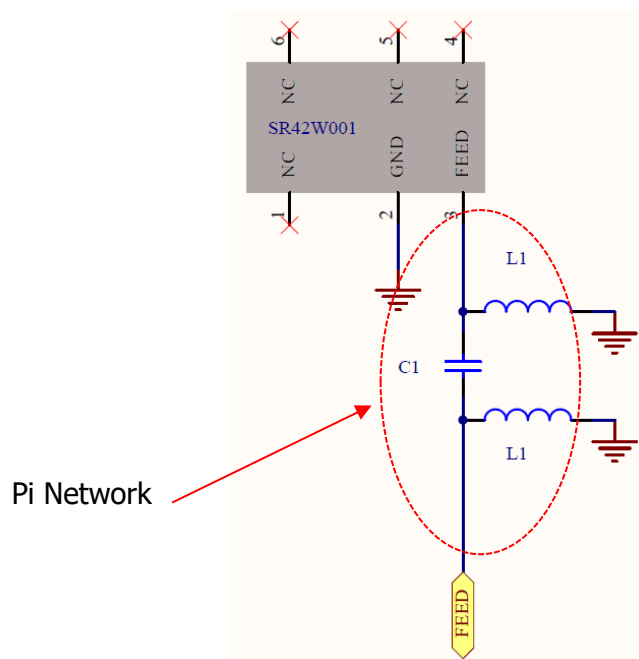 6
5
4
NC
NC
NC
SR42W001
NC
GND
FEED
1
2
3
L1
C1
L1
Pi Network
FEED